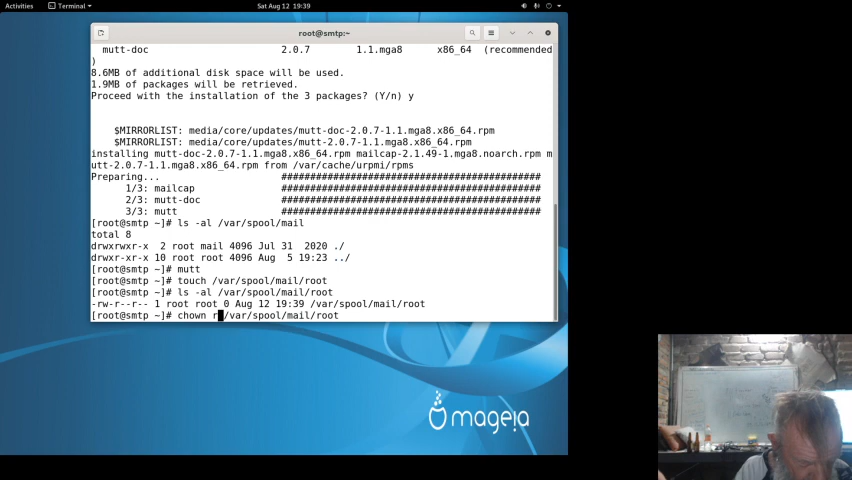 Activities Terminal Sat Aug 12 19:39
root@smtp:~
mutt-doc 2.0.7 1.1.mga8 x86_64 (recommended
)
8.6MB of additional disk space will be used.
1.9MB of packages will be retrieved.
Proceed with the installation of the 3 packages? (Y/n) y
$MIRRORLIST: media/core/updates/mutt-doc-2.0.7-1.1.mga8.x86_64.rpm
$MIRRORLIST: media/core/updates/mutt-2.0.7-1.1.mga8.x86_64.rpm
installing mutt-doc-2.0.7-1.1.mga8.x86_64.rpm mailcap-2.1.49-1.mga8.noarch.rpm m
utt-2.0.7-1.1.mga8.x86_64.rpm from /var/cache/urpmi/rpms
Preparing... #############################################
1/3: mailcap #############################################
2/3: mutt-doc #############################################
3/3: mutt #############################################
[root@smtp ~]# ls -al /var/spool/mail
total 8
drwxrwxr-x 2 root mail 4096 Jul 31 2020 ./
drwxr-xr-x 10 root root 4096 Aug 5 19:23 ../
[root@smtp ~]# mutt
[root@smtp ~]# touch /var/spool/mail/root
[root@smtp ~]# ls -al /var/spool/mail/root
-rw-r--r-- 1 root root 0 Aug 12 19:39 /var/spool/mail/root
[root@smtp ~]# chown r /var/spool/mail/root
mageia